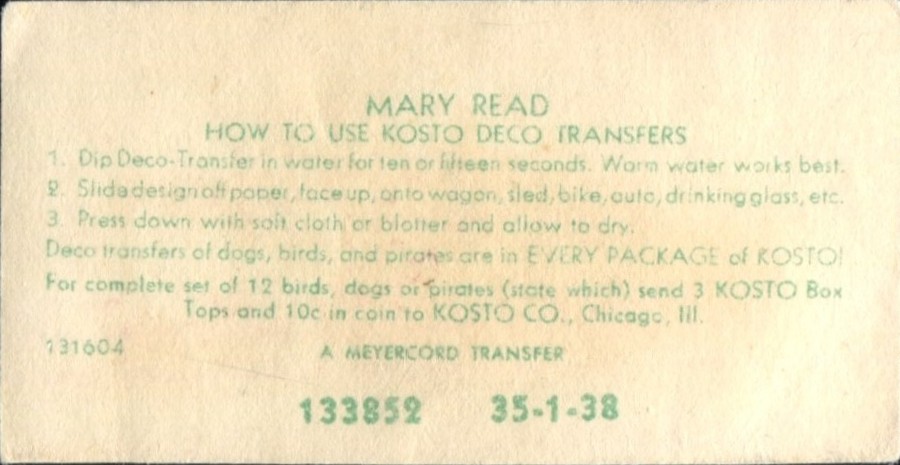 MARY READ
HOW TO USE KOSTO DECO TRANSFERS
1. Dip Deco-Transfer in water for ten or fifteen seconds. Warm water works best.
2. Slide design off paper, face up, onto wagon, sled, bike, auto, drinking glass, etc.
3. Press down with soft cloth or blotter and allow to dry.
Deco transfers of dogs, birds, and pirates are in EVERY PACKAGE of KOSTO!
For complete set of 12 birds, dogs or pirates (state which) send 3 KOSTO Box
Tops and 10c in coin to KOSTO CO., Chicago, Ill.
131604
A MEYERCORD TRANSFER
133852 35-1-38